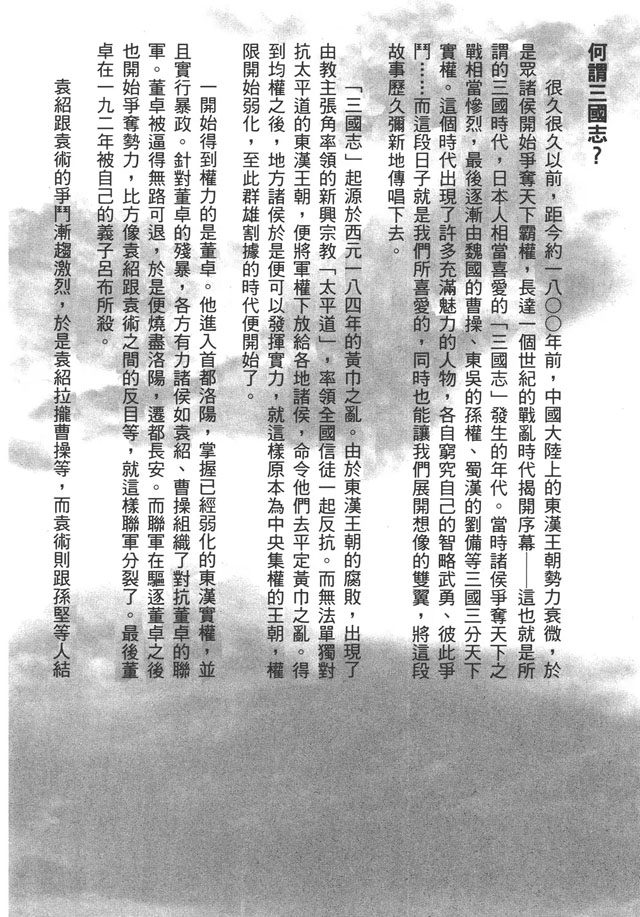 何謂三國志？
很久很久以前，距今約一八〇〇年前，中國大陸上的東漢王朝勢力衰微，於
是眾諸侯開始爭奪天下霸權，長達一個世紀的戰亂時代揭開序幕——這也就是所
謂的三國時代，日本人相當喜愛的「三國志」發生的年代。當時諸侯爭奪天下之
戰相當慘烈，最後逐漸由魏國的曹操、東吳的孫權、蜀漢的劉備等三國三分天下
實權。這個時代出現了許多充滿魅力的人物，各自窮究自己的智略武勇、彼此爭
鬥……而這段日子就是我們所喜愛的，同時也能讓我們展開想像的雙翼，將這段
故事歷久彌新地傳唱下去。
「三國志」起源於西元一八四年的黃巾之亂。由於東漢王朝的腐敗，出現了
由教主張角率領的新興宗教「太平道」，率領全國信徒一起反抗。而無法單獨對
抗太平道的東漢王朝，便將軍權下放給各地諸侯，命令他們去平定黃巾之亂。得
到均權之後，地方諸侯於是便可以發揮實力，就這樣原本為中央集權的王朝，權
限開始弱化，至此群雄割據的時代便開始了。
一開始得到權力的是董卓。他進入首都洛陽，掌握已經弱化的東漢實權，並
且實行暴政。針對董卓的殘暴，各方有力諸侯如袁紹、曹操組織了對抗董卓的聯
軍。董卓被逼得無路可退，於是便燒盡洛陽，遷都長安。而聯軍在驅逐董卓之後
也開始爭奪勢力，比方像袁紹跟袁術之間的反目等，就這樣聯軍分裂了。最後董
卓在一九二年被自己的義子呂布所殺。
袁紹跟袁術的爭鬥漸趨激烈，於是袁紹拉攏曹操等，而袁術則跟孫堅等人結